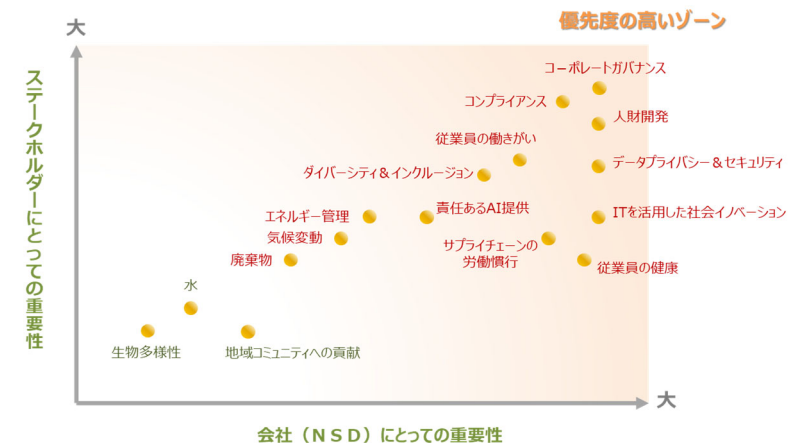 優先度の高いゾーン
大
コーポレートガバナンス
コンプライアンス
人財開発
従業員の働きがい
データプライバシー＆セキュリティ
ダイバーシティ＆インクルージョン
責任あるAI提供
ITを活用した社会イノベーション
エネルギー管理
気候変動
サプライチェーンの
労働慣行
廃棄物
従業員の健康
水
生物多様性
地域コミュニティへの貢献
ステークホルダーにとっての重要性
大
会社（ＮＳＤ）にとっての重要性